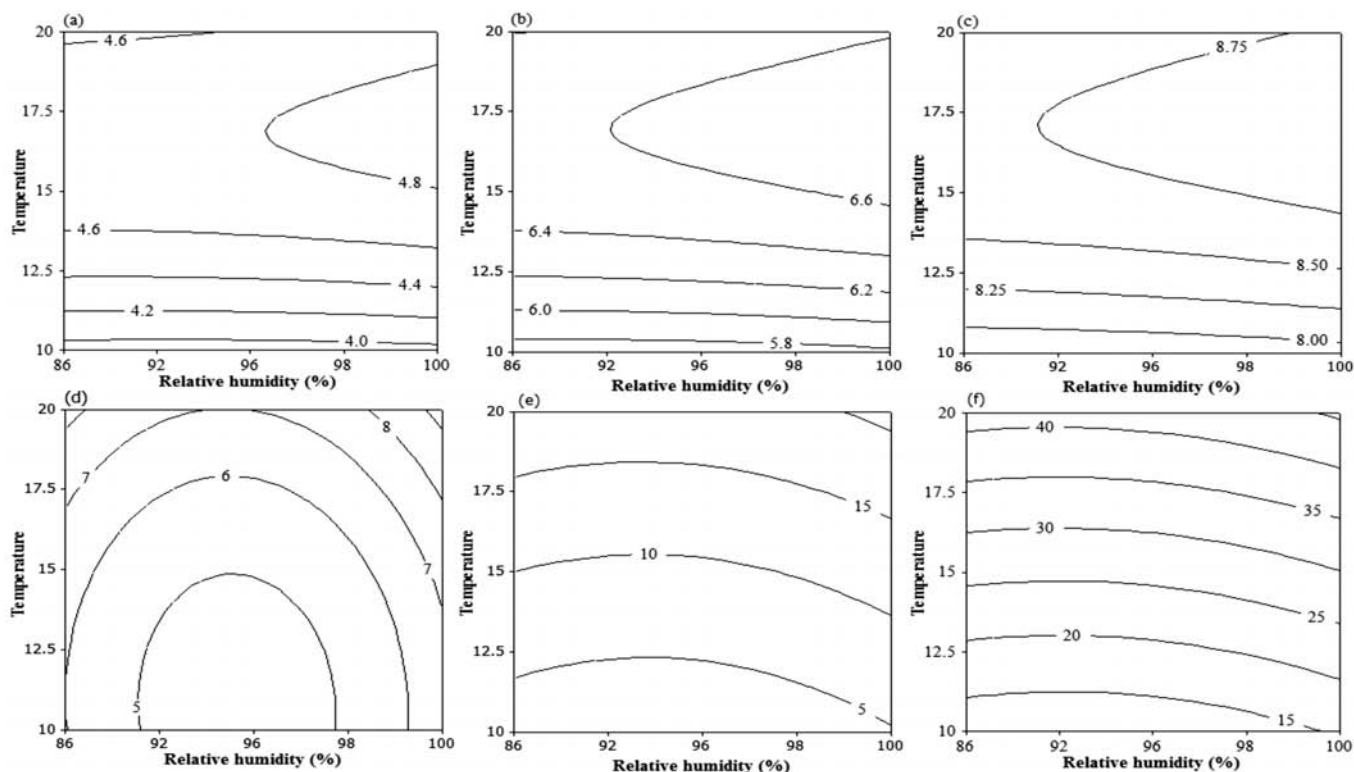 (a) (b) (c)
20 20 20
4.6 8.75
17.5 17.5 17.5
Temperature
4.8 6.6
15 15 15
4.6 6.4
12.5 12.5 12.5
4.4 6.2 8.50
4.2 6.0 8.25
4.0 5.8 8.00
10 10 10
86 92 96 98 100 86 92 96 98 100 86 92 96 98 100
Relative humidity (%) Relative humidity (%) Relative humidity (%)
Temperature Temperature
(d) (e) (f)
20 20 20
8 40
7 6 15 35
17.5 17.5 17.5
Temperature Temperature Temperature
10 30
15 15 15
7 25
20
12.5 12.5 12.5
5 5 15
10 10 10
86 92 96 98 100 86 92 96 98 100 86 92 96 98 100
Relative humidity (%) Relative humidity (%) Relative humidity (%)